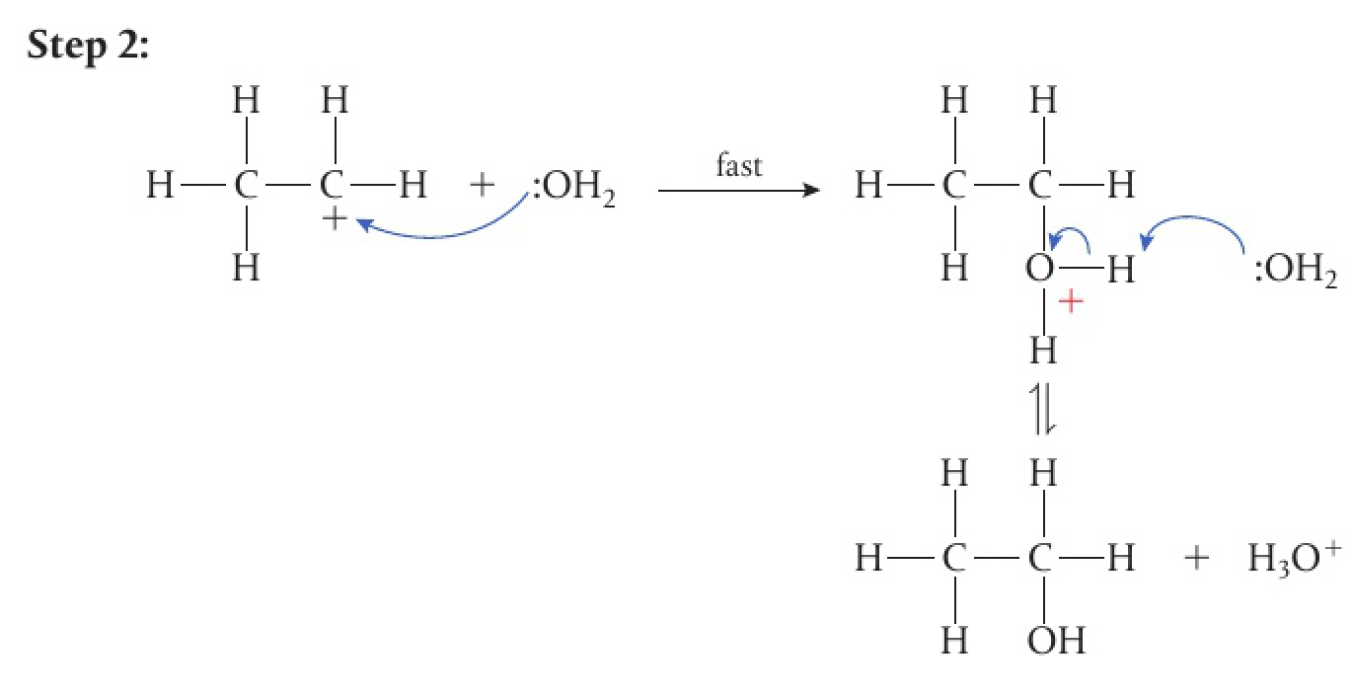 Step 2:
H H H H
H—C—C—H + :OH₂ fast H—C—C—H
+
H H O—H :OH₂
+
H
⥮
H H
H—C—C—H + H₃O⁺
H OH